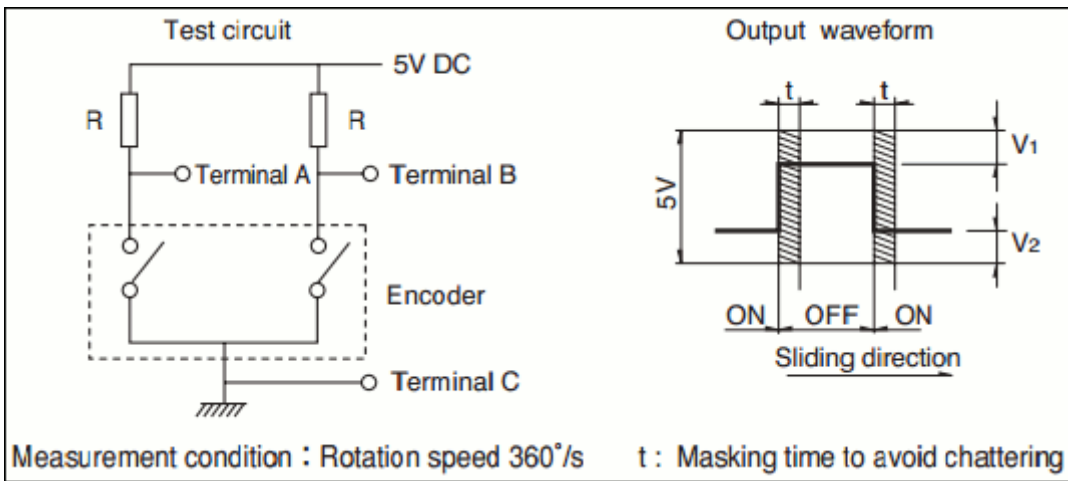 Test circuit
5V DC
R
R
Terminal A
Terminal B
Encoder
Terminal C
Output waveform
t
t
5V
V1
V2
ON
OFF
ON
Sliding direction
Measurement condition : Rotation speed 360˚/s
t : Masking time to avoid chattering